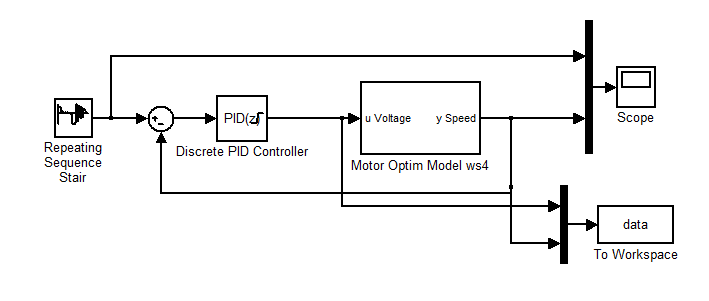 Repeating
Sequence
Stair
+
-
PID(z)
Discrete PID Controller
u Voltage
y Speed
Motor Optim Model ws4
Scope
data
To Workspace